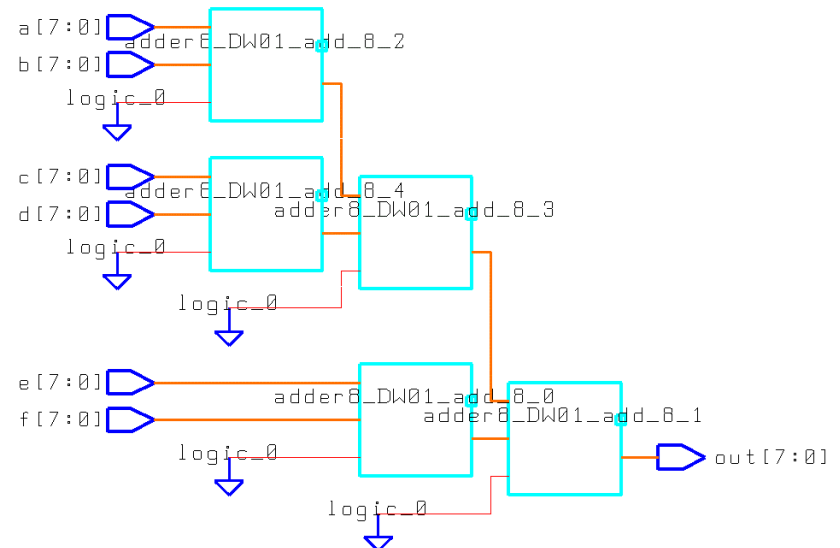 a[7:0]
adder8_DW01_add_8_2
b[7:0]
logic_0
c[7:0]
adder8_DW01_add_8_4
d[7:0]
adder8_DW01_add_8_3
logic_0
logic_0
e[7:0]
adder8_DW01_add_8_0
f[7:0]
adder8_DW01_add_8_1
logic_0
out[7:0]
logic_0